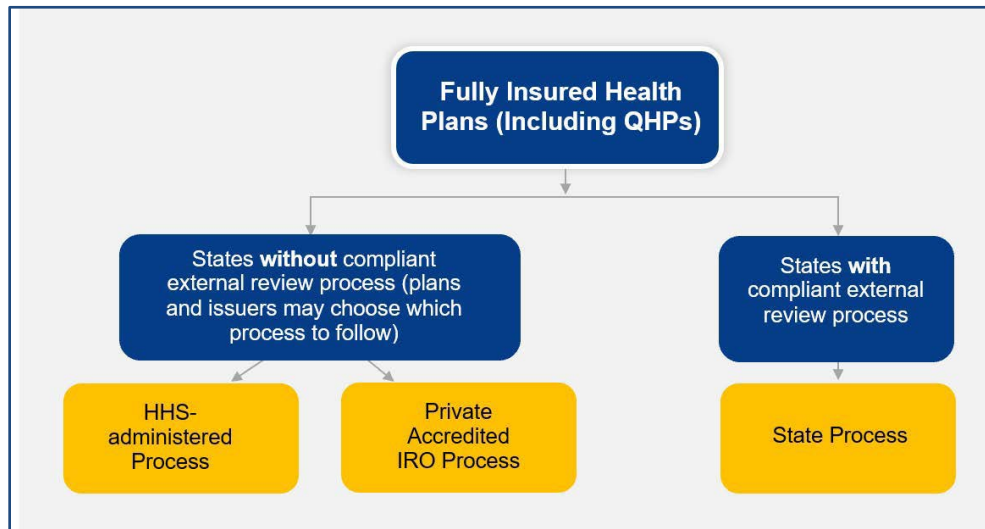 Fully Insured Health
Plans (Including QHPs)
States without compliant
external review process (plans
and issuers may choose which
process to follow)
States with
compliant external
review process
HHS-
administered
Process
Private
Accredited
IRO Process
State Process